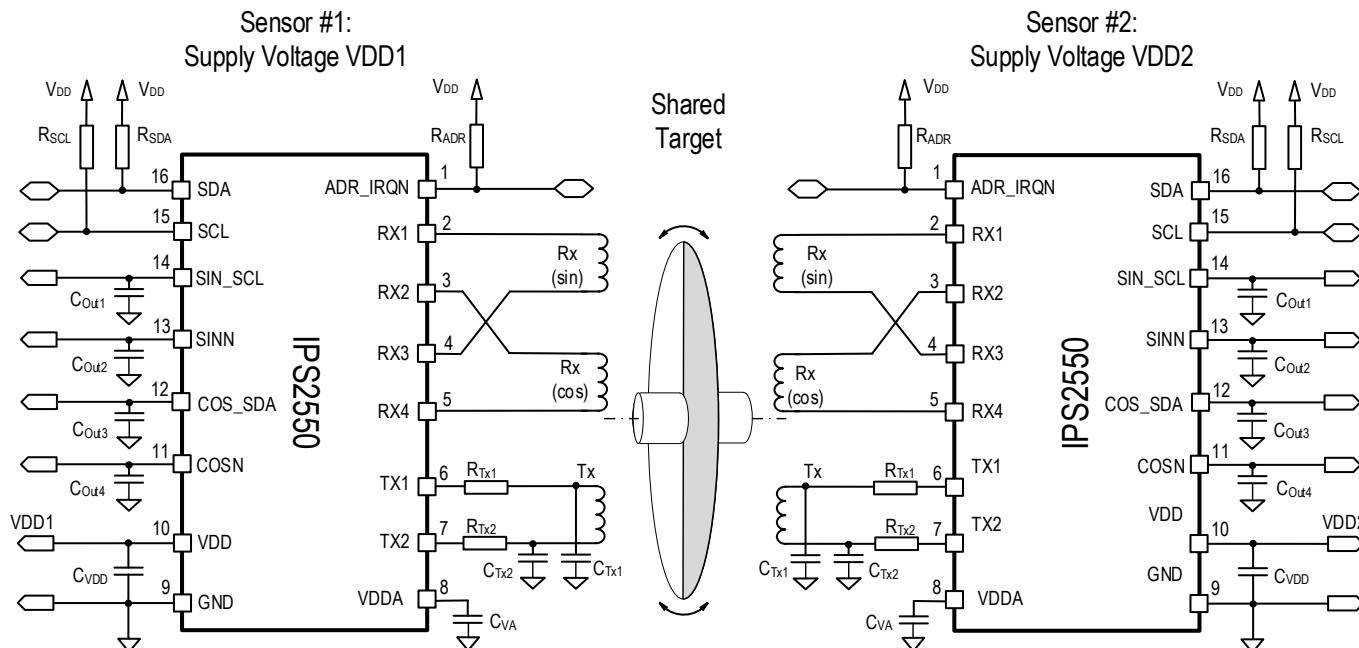 Sensor #1:
Supply Voltage VDD1
Sensor #2:
Supply Voltage VDD2
Shared
Target
VDD
VDD
VDD
RSCL
RSDA
RADR
16
SDA
15
SCL
14
SIN_SCL
COut1
13
SINN
COut2
12
COS_SDA
COut3
11
COSN
COut4
VDD1
10
VDD
CVDD
9
GND
IPS2550
1
ADR_IRQN
2
RX1
3
RX2
4
RX3
5
RX4
6
TX1
7
TX2
8
VDDA
Rx
(sin)
Rx
(cos)
RTx1
Tx
RTx2
CTx2
CTx1
CVA
VDD
VDD
VDD
RADR
RSDA
RSCL
1
ADR_IRQN
2
RX1
3
RX2
4
RX3
5
RX4
6
TX1
7
TX2
8
VDDA
Rx
(sin)
Rx
(cos)
Tx
RTx1
RTx2
CTx1
CTx2
CVA
IPS2550
16
SDA
15
SCL
14
SIN_SCL
COut1
13
SINN
COut2
12
COS_SDA
COut3
11
COSN
COut4
VDD
10
VDD2
GND
CVDD
9